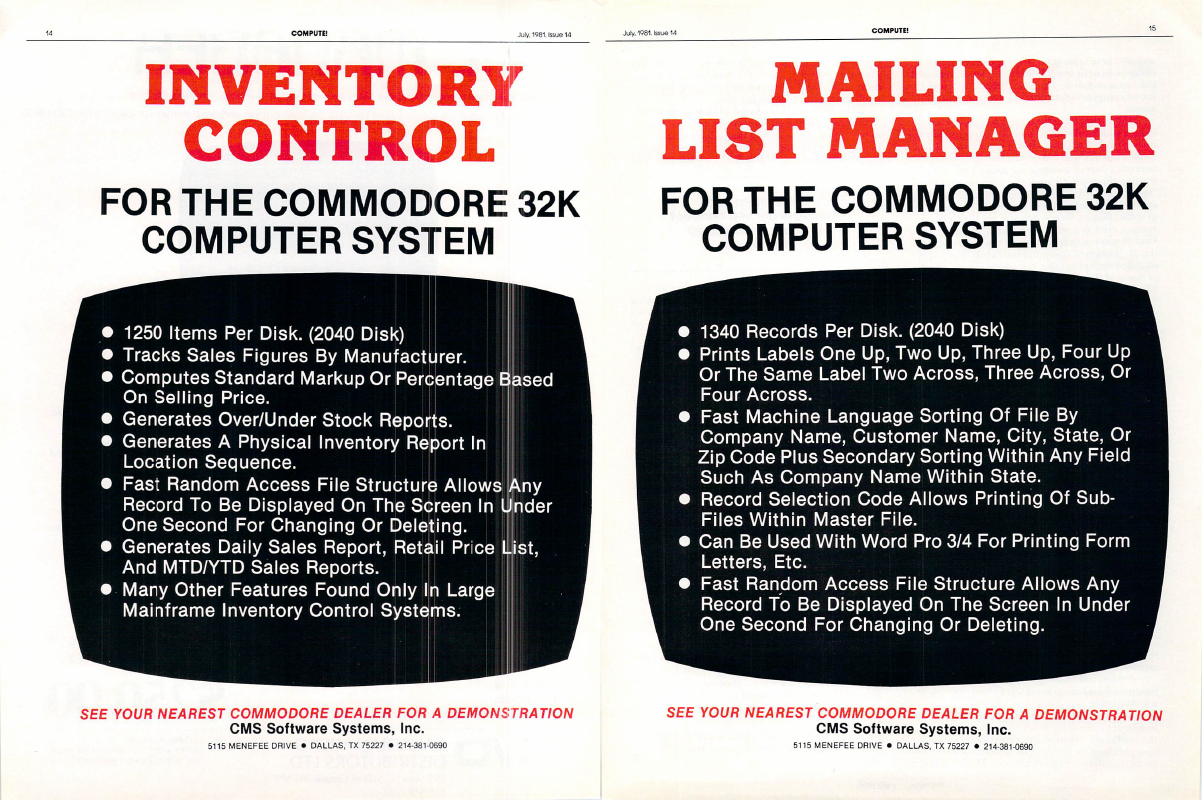 14
COMPUTE!
July, 1981. Issue 14
INVENTORY
CONTROL
FOR THE COMMODORE 32K
COMPUTER SYSTEM
● 1250 Items Per Disk. (2040 Disk)
● Tracks Sales Figures By Manufacturer.
● Computes Standard Markup Or Percentage Based
On Selling Price.
● Generates Over/Under Stock Reports.
● Generates A Physical Inventory Report In
Location Sequence.
● Fast Random Access File Structure Allows Any
Record To Be Displayed On The Screen In Under
One Second For Changing Or Deleting.
● Generates Daily Sales Report, Retail Price List,
And MTD/YTD Sales Reports.
● Many Other Features Found Only In Large
Mainframe Inventory Control Systems.
SEE YOUR NEAREST COMMODORE DEALER FOR A DEMONSTRATION
CMS Software Systems, Inc.
5115 MENEFEE DRIVE ● DALLAS, TX 75227 ● 214-381-0690
July, 1981. Issue 14
COMPUTE!
15
MAILING
LIST MANAGER
FOR THE COMMODORE 32K
COMPUTER SYSTEM
● 1340 Records Per Disk. (2040 Disk)
● Prints Labels One Up, Two Up, Three Up, Four Up
Or The Same Label Two Across, Three Across, Or
Four Across.
● Fast Machine Language Sorting Of File By
Company Name, Customer Name, City, State, Or
Zip Code Plus Secondary Sorting Within Any Field
Such As Company Name Within State.
● Record Selection Code Allows Printing Of Sub-
Files Within Master File.
● Can Be Used With Word Pro 3/4 For Printing Form
Letters, Etc.
● Fast Random Access File Structure Allows Any
Record To Be Displayed On The Screen In Under
One Second For Changing Or Deleting.
SEE YOUR NEAREST COMMODORE DEALER FOR A DEMONSTRATION
CMS Software Systems, Inc.
5115 MENEFEE DRIVE ● DALLAS, TX 75227 ● 214-381-0690